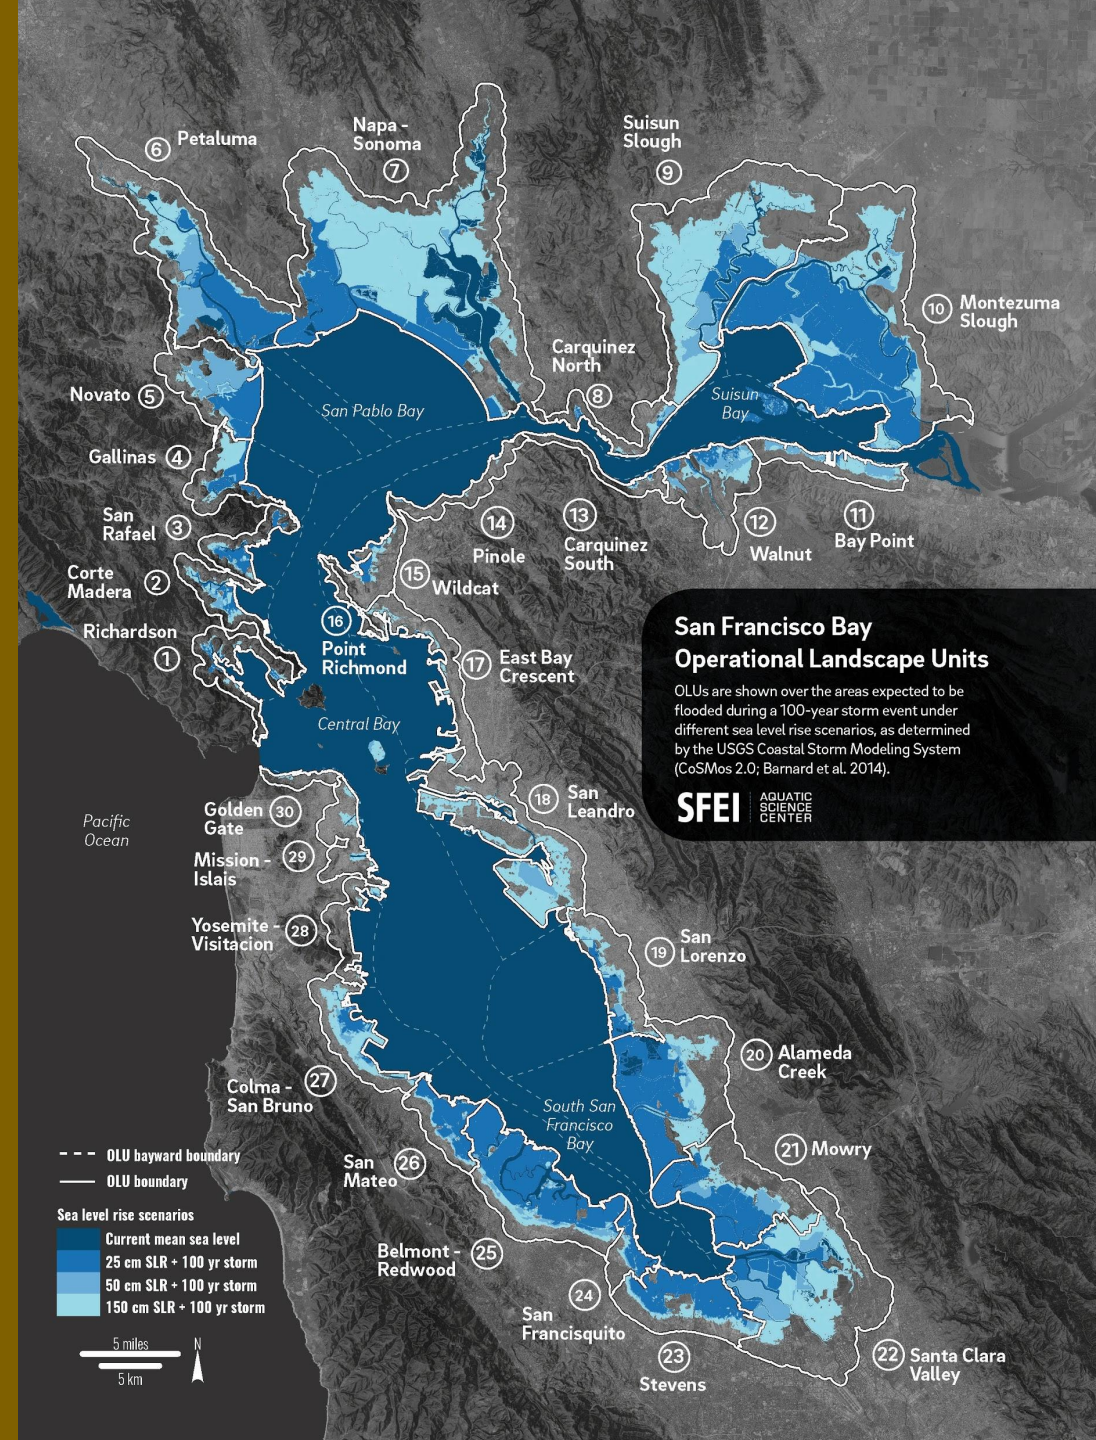 6
Petaluma
Napa -
Sonoma
7
Suisun
Slough
9
10
Montezuma
Slough
Carquinez
North
8
Novato 5
San Pablo Bay
Suisun
Bay
Gallinas 4
San
Rafael 3
14
Pinole
13
Carquinez
South
12
Walnut
11
Bay Point
Corte
Madera 2
15
Wildcat
Richardson
1
16
Point
Richmond
17
East Bay
Crescent
San Francisco Bay
Operational Landscape Units
OLUs are shown over the areas expected to be
flooded during a 100-year storm event under
different sea level rise scenarios, as determined
by the USGS Coastal Storm Modeling System
(CoSMos 2.0; Barnard et al. 2014).
SFEI
AQUATIC
SCIENCE
CENTER
Central Bay
18
San
Leandro
Pacific
Ocean
Golden
Gate
30
Mission -
Islais
29
Yosemite -
Visitacion
28
19
San
Lorenzo
20
Alameda
Creek
Colma -
San Bruno
27
South San
Francisco
Bay
21 Mowry
San
Mateo
26
Belmont -
Redwood
25
24
San
Francisquito
23
Stevens
22
Santa Clara
Valley
OLU bayward boundary
OLU boundary
Sea level rise scenarios
Current mean sea level
25 cm SLR + 100 yr storm
50 cm SLR + 100 yr storm
150 cm SLR + 100 yr storm
5 miles
5 km
N